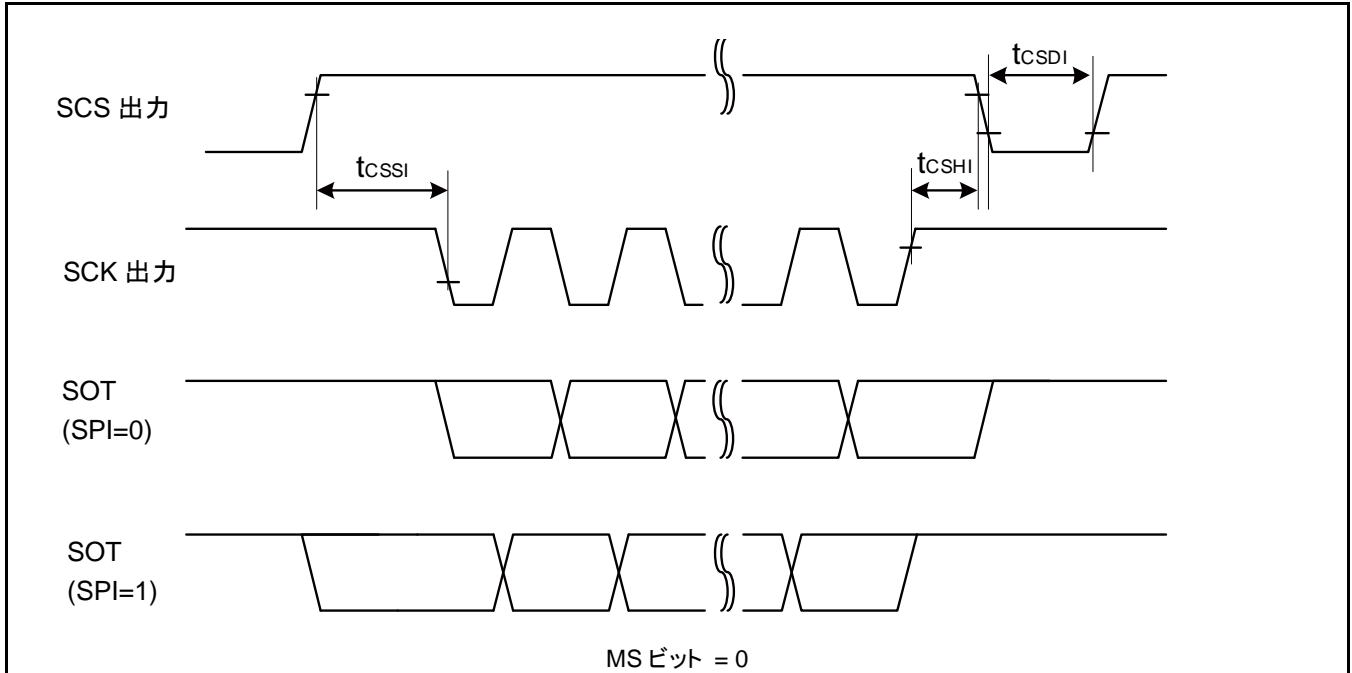 tCSDI
SCS 出力
tCSSI
tCSHI
SCK 出力
SOT
(SPI=0)
SOT
(SPI=1)
MS ビット = 0